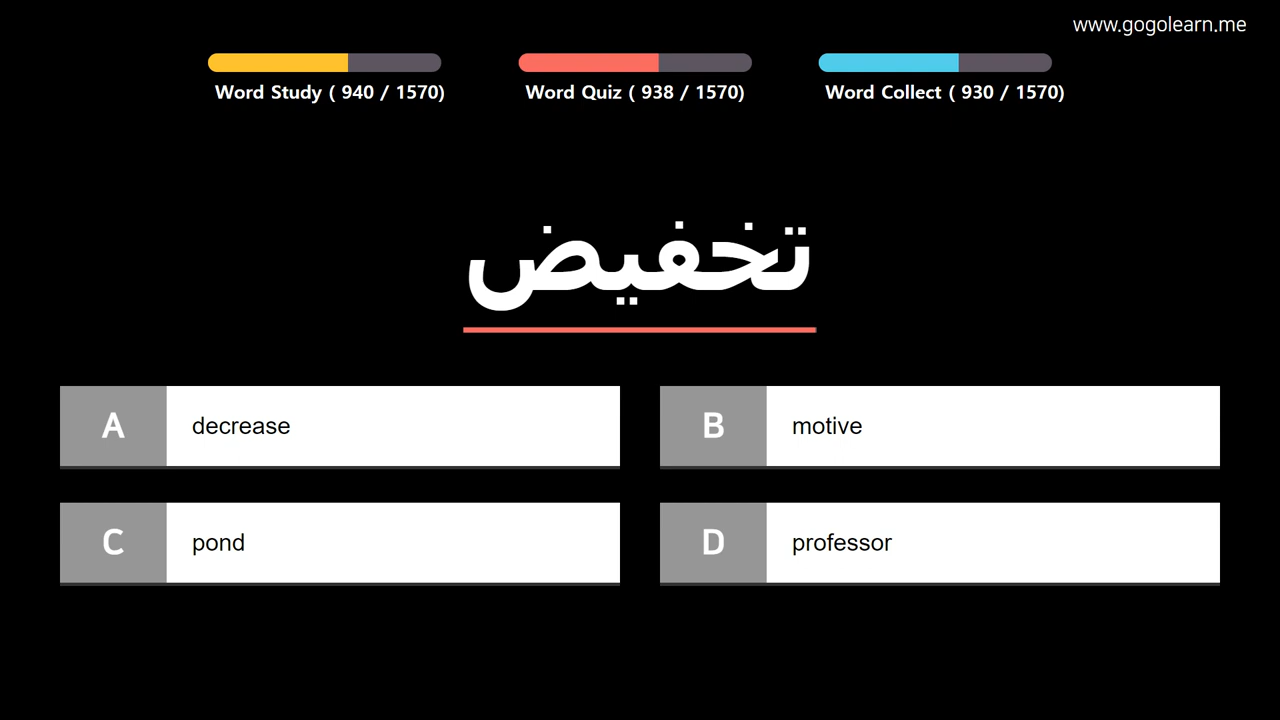 www.gogolearn.me
Word Study ( 940 / 1570)
Word Quiz ( 938 / 1570)
Word Collect ( 930 / 1570)
تخفيض
A decrease
B motive
C pond
D professor